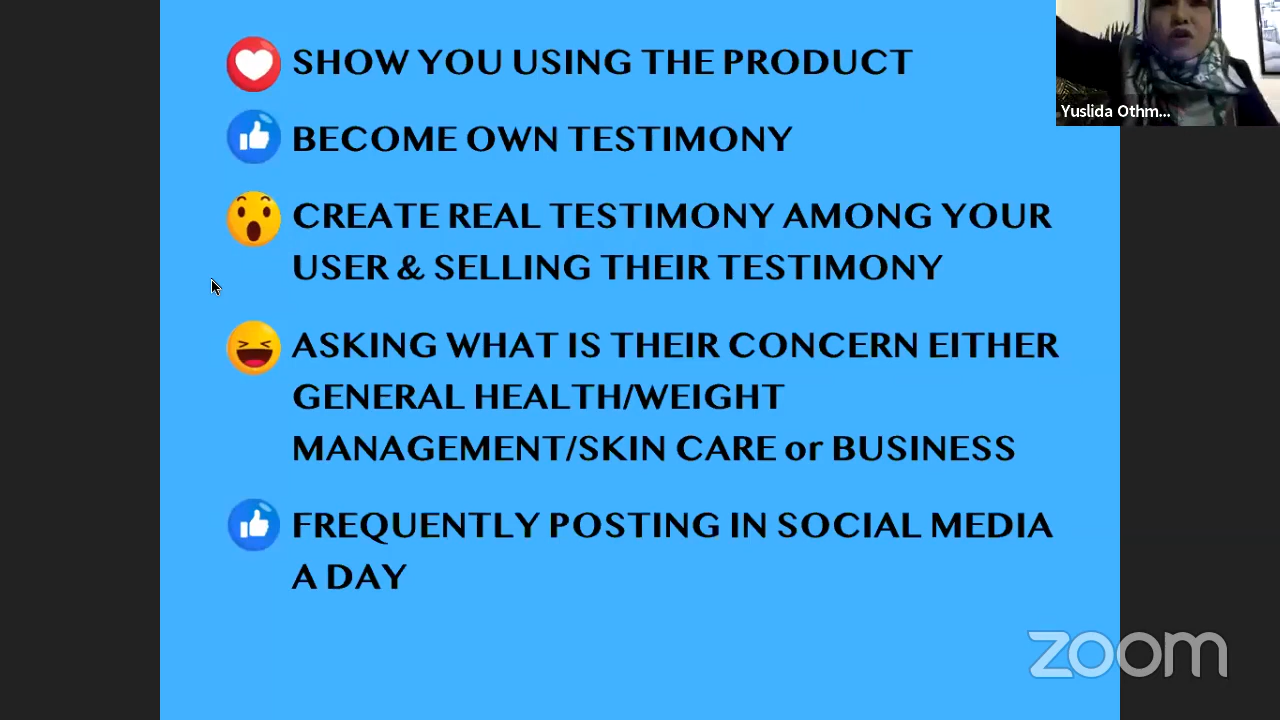 SHOW YOU USING THE PRODUCT
BECOME OWN TESTIMONY
CREATE REAL TESTIMONY AMONG YOUR
USER & SELLING THEIR TESTIMONY
ASKING WHAT IS THEIR CONCERN EITHER
GENERAL HEALTH/WEIGHT
MANAGEMENT/SKIN CARE or BUSINESS
FREQUENTLY POSTING IN SOCIAL MEDIA
A DAY
Yuslida Othm...
zoom